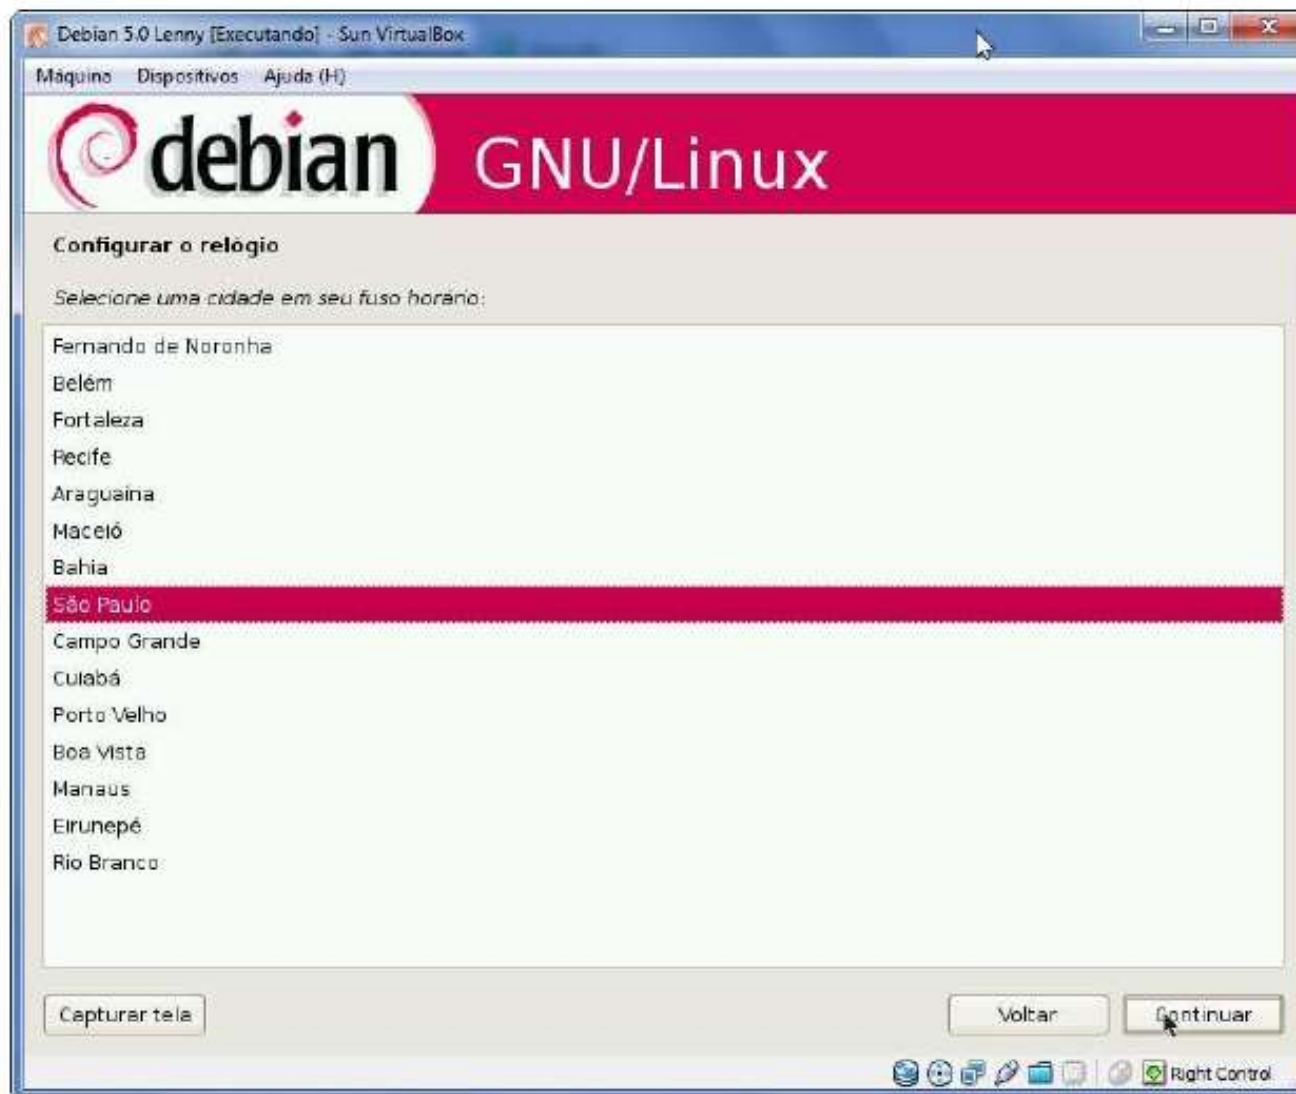 Debian 5.0 Lenny [Executando] - Sun VirtualBox
Máquina Dispositivos Ajuda (H)
debian GNU/Linux
Configurar o relógio
Selecione uma cidade em seu fuso horário:
Fernando de Noronha
Belém
Fortaleza
Recife
Araguaína
Maceió
Bahia
São Paulo
Campo Grande
Cuiabá
Porto Velho
Boa Vista
Manaus
Eirunepé
Rio Branco
Capturar tela Voltar Continuar
Right Control